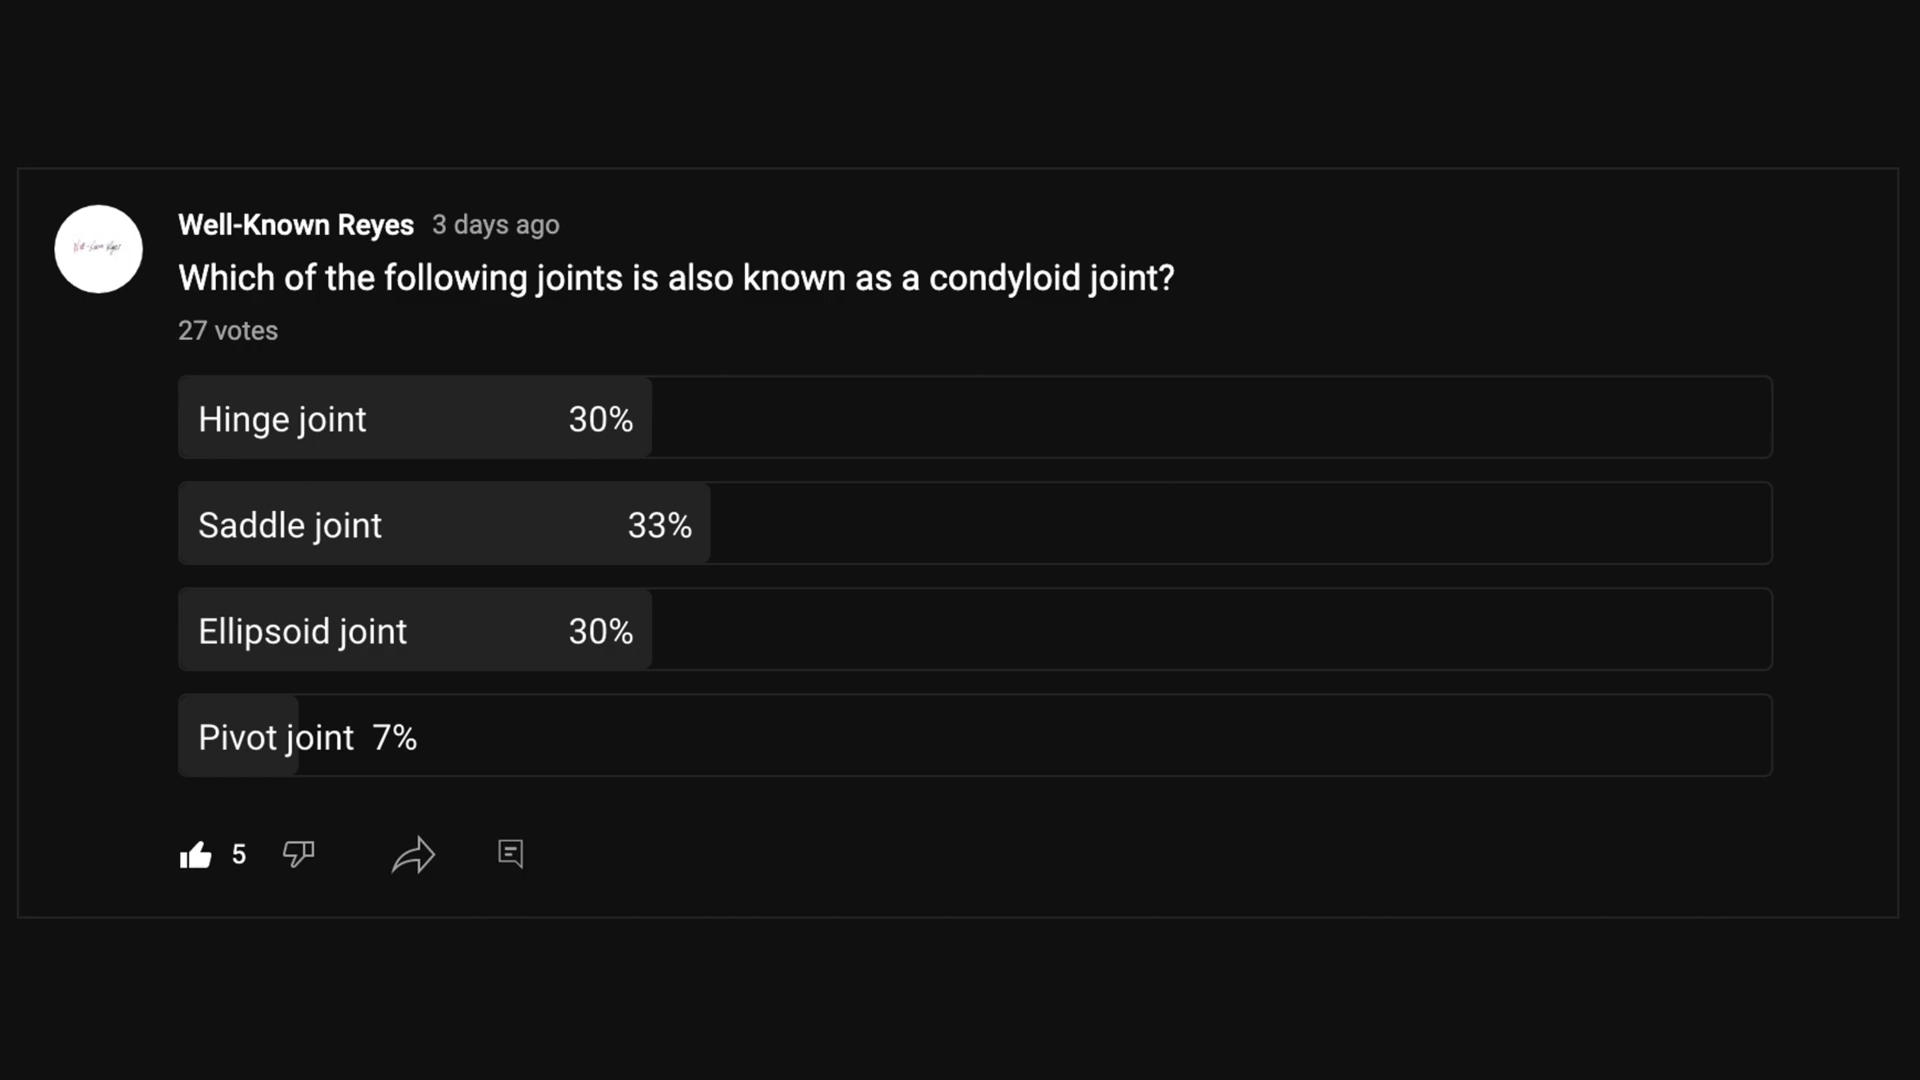 Well-Known Reyes 3 days ago
Which of the following joints is also known as a condyloid joint?
27 votes
Hinge joint 30%
Saddle joint 33%
Ellipsoid joint 30%
Pivot joint 7%
5